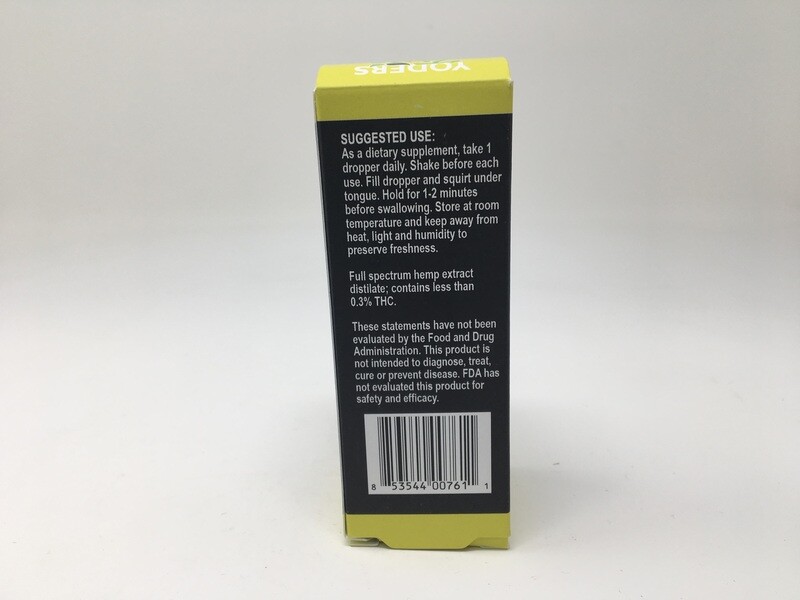 YODERS
SUGGESTED USE:
As a dietary supplement, take 1
dropper daily. Shake before each
use. Fill dropper and squirt under
tongue. Hold for 1-2 minutes
before swallowing. Store at room
temperature and keep away from
heat, light and humidity to
preserve freshness.
Full spectrum hemp extract
distilate; contains less than
0.3% THC.
These statements have not been
evaluated by the Food and Drug
Administration. This product is
not intended to diagnose, treat,
cure or prevent disease. FDA has
not evaluated this product for
safety and efficacy.
8 53544 00761 1